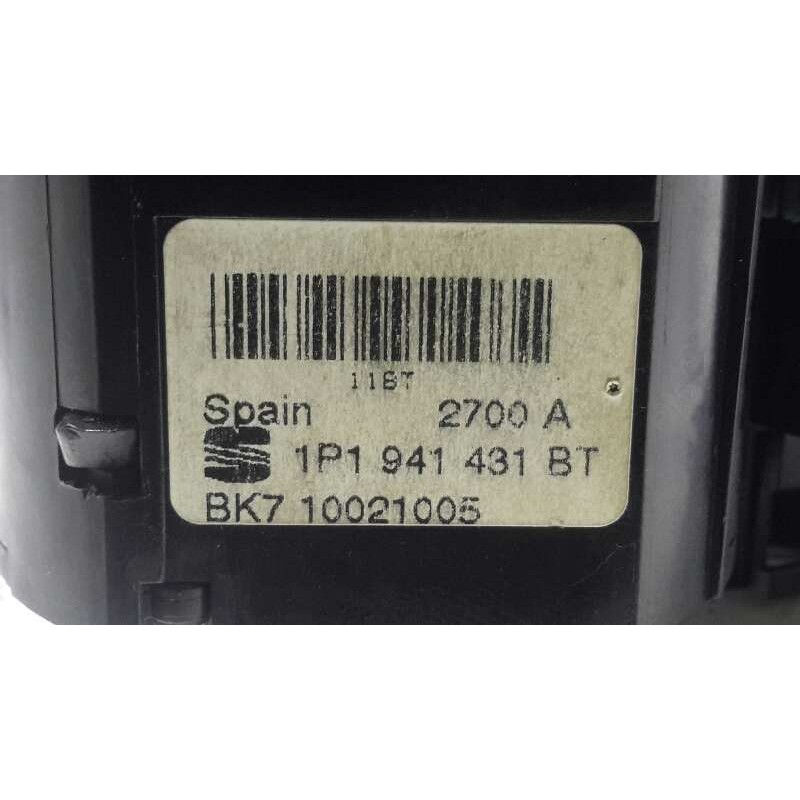 11BT
Spain 2700 A
1P1 941 431 BT
BK7 10021005